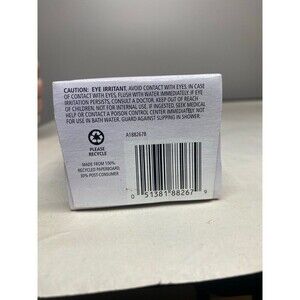 CAUTION: EYE IRRITANT, AVOID CONTACT WITH EYES. IN CASE
OF CONTACT WITH EYES, FLUSH WITH WATER IMMEDIATELY. IF EYE
IRRITATION PERSISTS, CONSULT A DOCTOR. KEEP OUT OF REACH
OF CHILDREN. NOT FOR INTERNAL USE. IF INGESTED, SEEK MEDICAL
HELP OR CONTACT A POISON CONTROL CENTER IMMEDIATELY. NOT
FOR USE IN BATH WATER. GUARD AGAINST SLIPPING IN SHOWER.
A1882678
PLEASE
RECYCLE
MADE FROM 100%
RECYCLED PAPERBOARD,
30% POST-CONSUMER
0 51381 88267 9